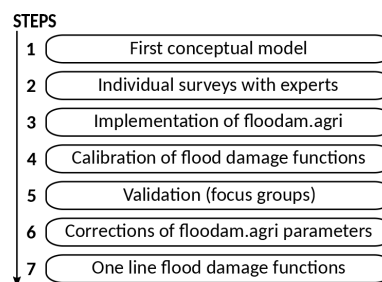 STEPS
1 First conceptual model
2 Individual surveys with experts
3 Implementation of floodam.agri
4 Calibration of flood damage functions
5 Validation (focus groups)
6 Corrections of floodam.agri parameters
7 One line flood damage functions